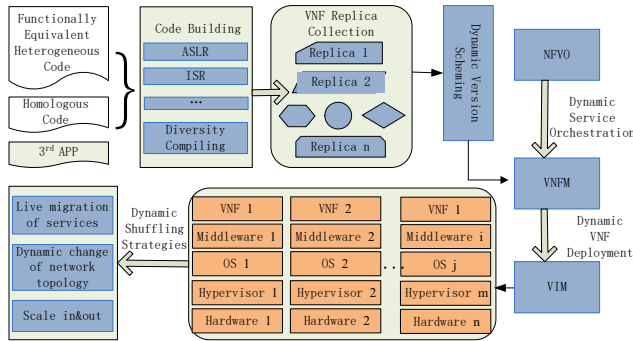 Functionally
Equivalent
Heterogeneous
Code
Homologous
Code
3rd APP
Code Building
ASLR
ISR
...
Diversity
Compiling
VNF Replica
Collection
Replica 1
Replica 2
Replica n
Dynamic Version
Scheming
NFVO
Dynamic
Service
Orchestration
VNFM
Dynamic
VNF
Deployment
VIM
VNF 1
Middleware 1
OS 1
Hypervisor 1
Hardware 1
VNF 2
Middleware 2
OS 2
Hypervisor 2
Hardware 2
...
VNF 1
Middleware i
OS j
Hypervisor m
Hardware n
Dynamic
Shuffling
Strategies
Live migration
of services
Dynamic change
of network
topology
Scale in&out